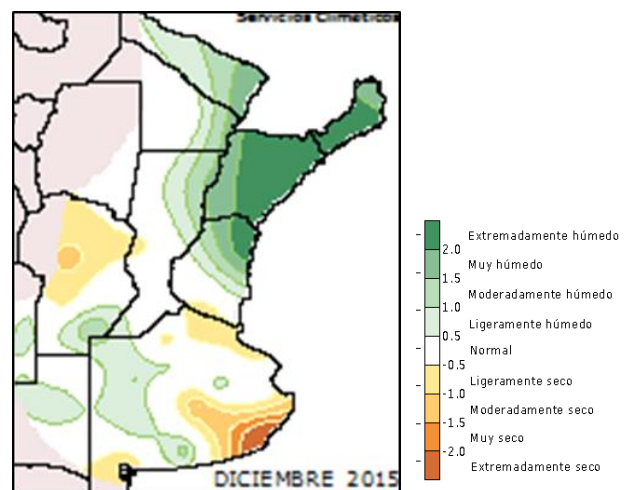 Servicios Climáticos
DICIEMBRE 2015
Extremadamente húmedo
2.0
Muy húmedo
1.5
Moderadamente húmedo
1.0
Ligeramente húmedo
0.5
Normal
-0.5
Ligeramente seco
-1.0
Moderadamente seco
-1.5
Muy seco
-2.0
Extremadamente seco